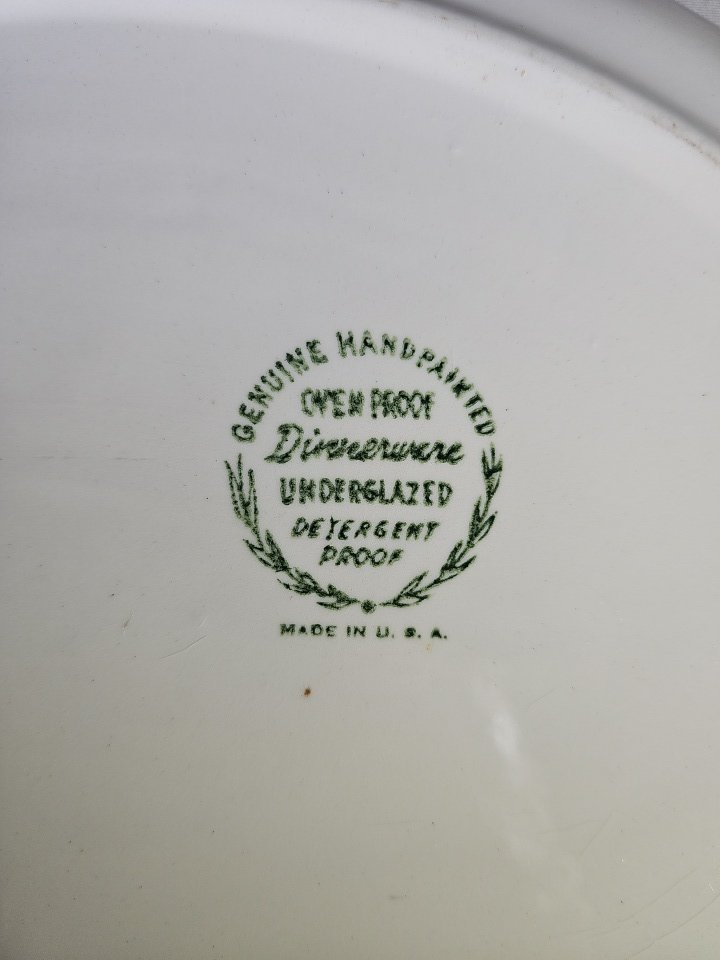 GENUINE HANDPAINTED
OVEN PROOF
Dinnerware
UNDERGLAZED
DETERGENT
PROOF
MADE IN U. S. A.